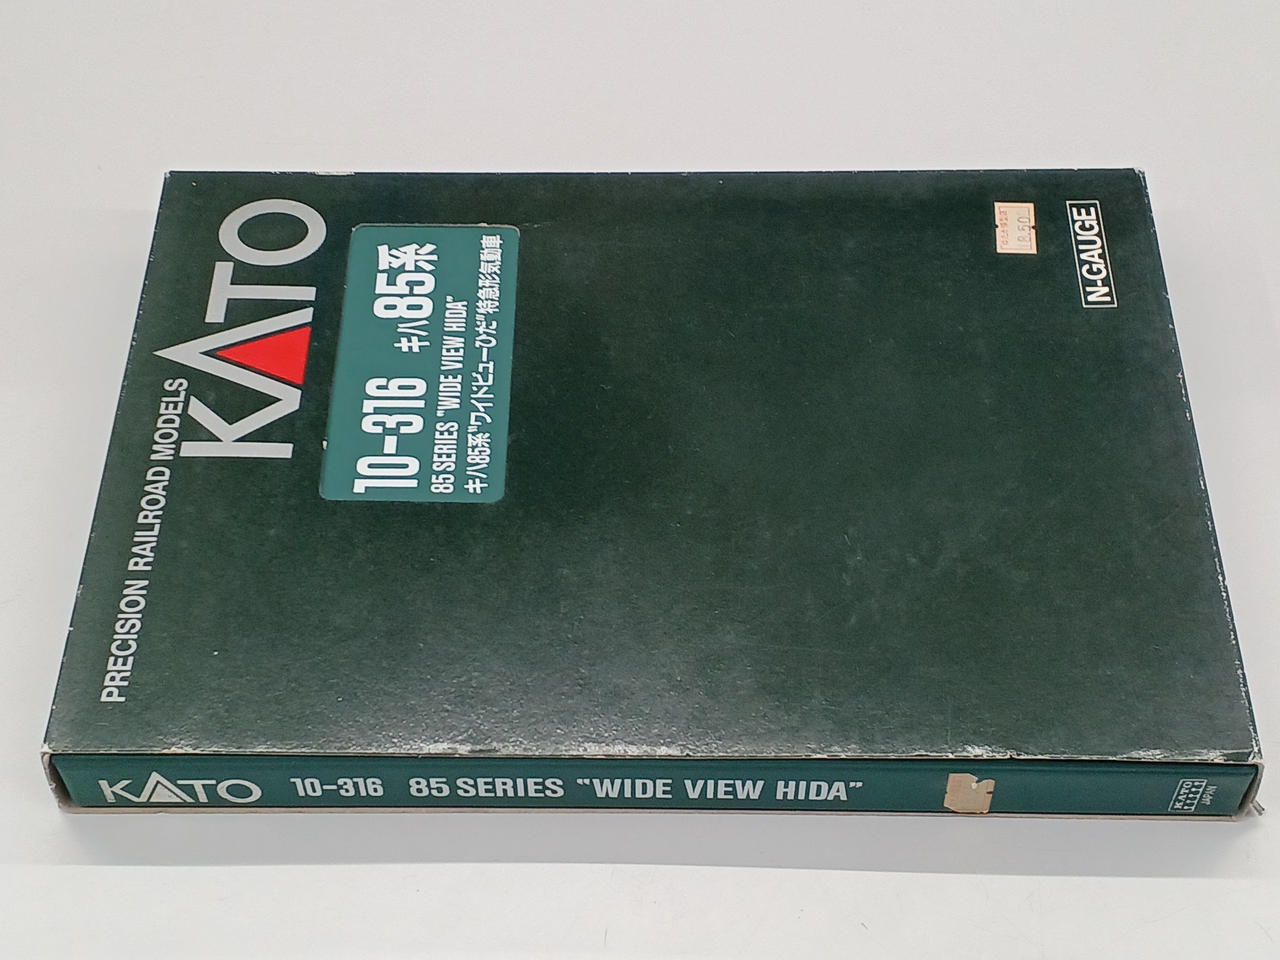 PRECISION RAILROAD MODELS
KATO
10-316 キハ85系
85 SERIES "WIDE VIEW HIDA"
キハ85系"ワイドビューひだ"特急形気動車
N-GAUGE
KATO 10-316 85 SERIES "WIDE VIEW HIDA"
KATO
JAPAN